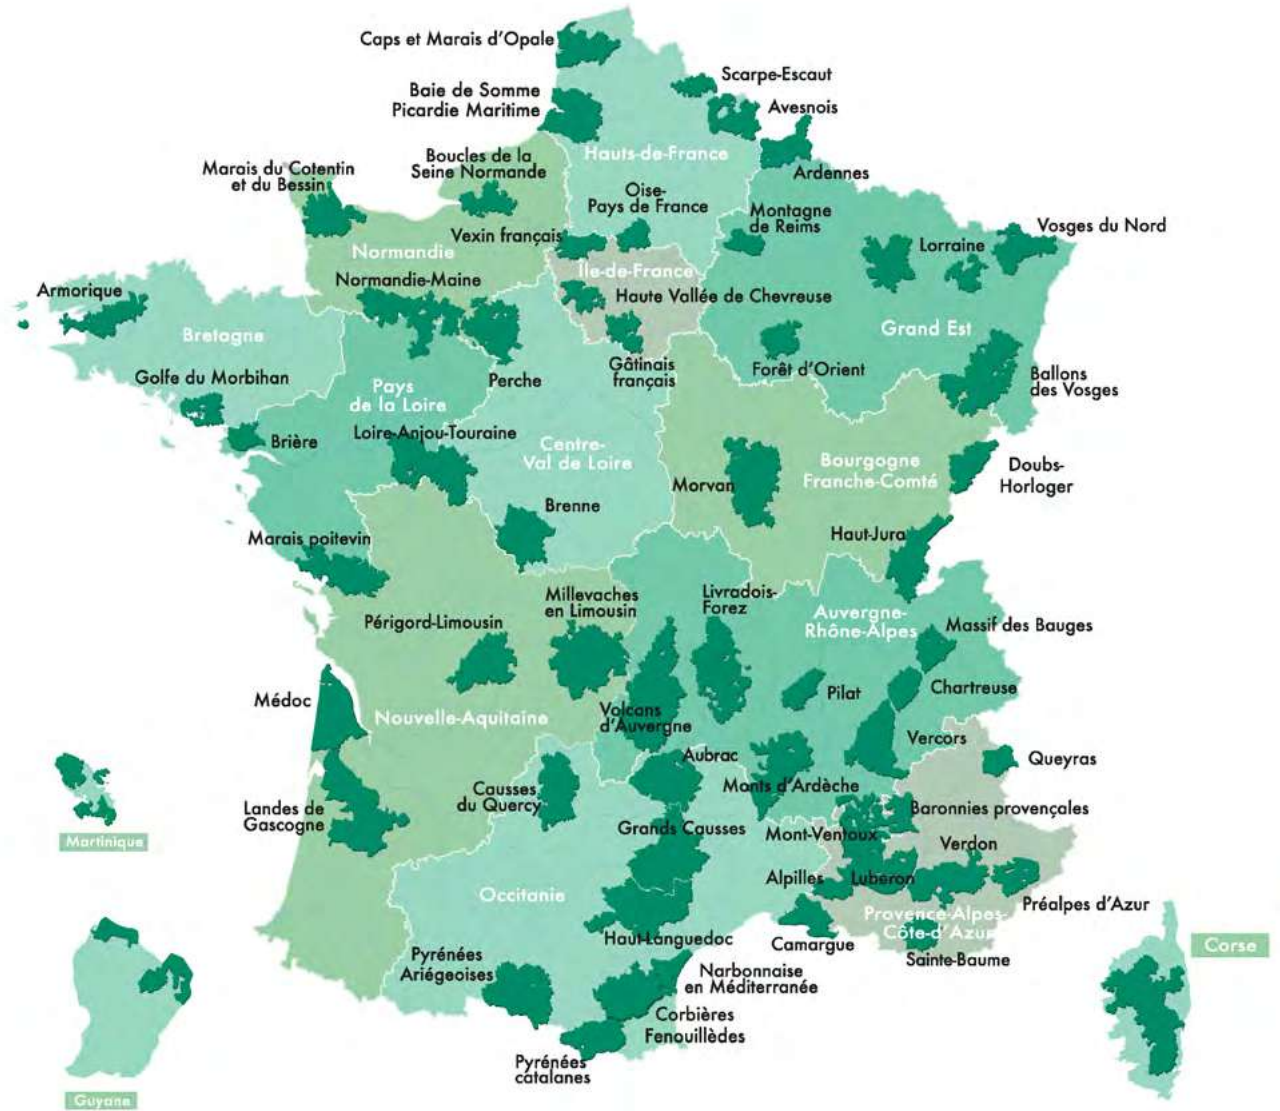 Caps et Marais d'Opale
Scarpe-Escaut
Baie de Somme
Picardie Maritime
Avesnois
Hauts-de-France
Boucles de la
Seine Normande
Marais du Cotentin
et du Bessin
Ardennes
Oise-
Pays de France
Montagne
de Reims
Vosges du Nord
Vexin français
Lorraine
Normandie
Île-de-France
Normandie-Maine
Armorique
Haute Vallée de Chevreuse
Bretagne
Grand Est
Golfe du Morbihan
Gâtinais
français
Forêt d'Orient
Perche
Ballons
des Vosges
Pays
de la Loire
Loire-Anjou-Touraine
Brière
Centre-
Val de Loire
Bourgogne
Franche-Comté
Doubs-
Horloger
Morvan
Brenne
Marais poitevin
Haut-Jura
Millevaches
en Limousin
Livradois-
Forez
Périgord-Limousin
Auvergne-
Rhône-Alpes
Massif des Bauges
Médoc
Pilat
Chartreuse
Nouvelle-Aquitaine
Volcans
d'Auvergne
Vercors
Aubrac
Queyras
Causses
du Quercy
Monts d'Ardèche
Landes de
Gascogne
Baronnies provençales
Grands Causses
Mont-Ventoux
Verdon
Martinique
Alpilles
Luberon
Occitanie
Préalpes d'Azur
Provence-Alpes-
Côte-d'Azur
Haut-Languedoc
Camargue
Corse
Sainte-Baume
Pyrénées
Ariégeoises
Narbonnaise
en Méditerranée
Corbières
Fenouillèdes
Pyrénées
catalanes
Guyane